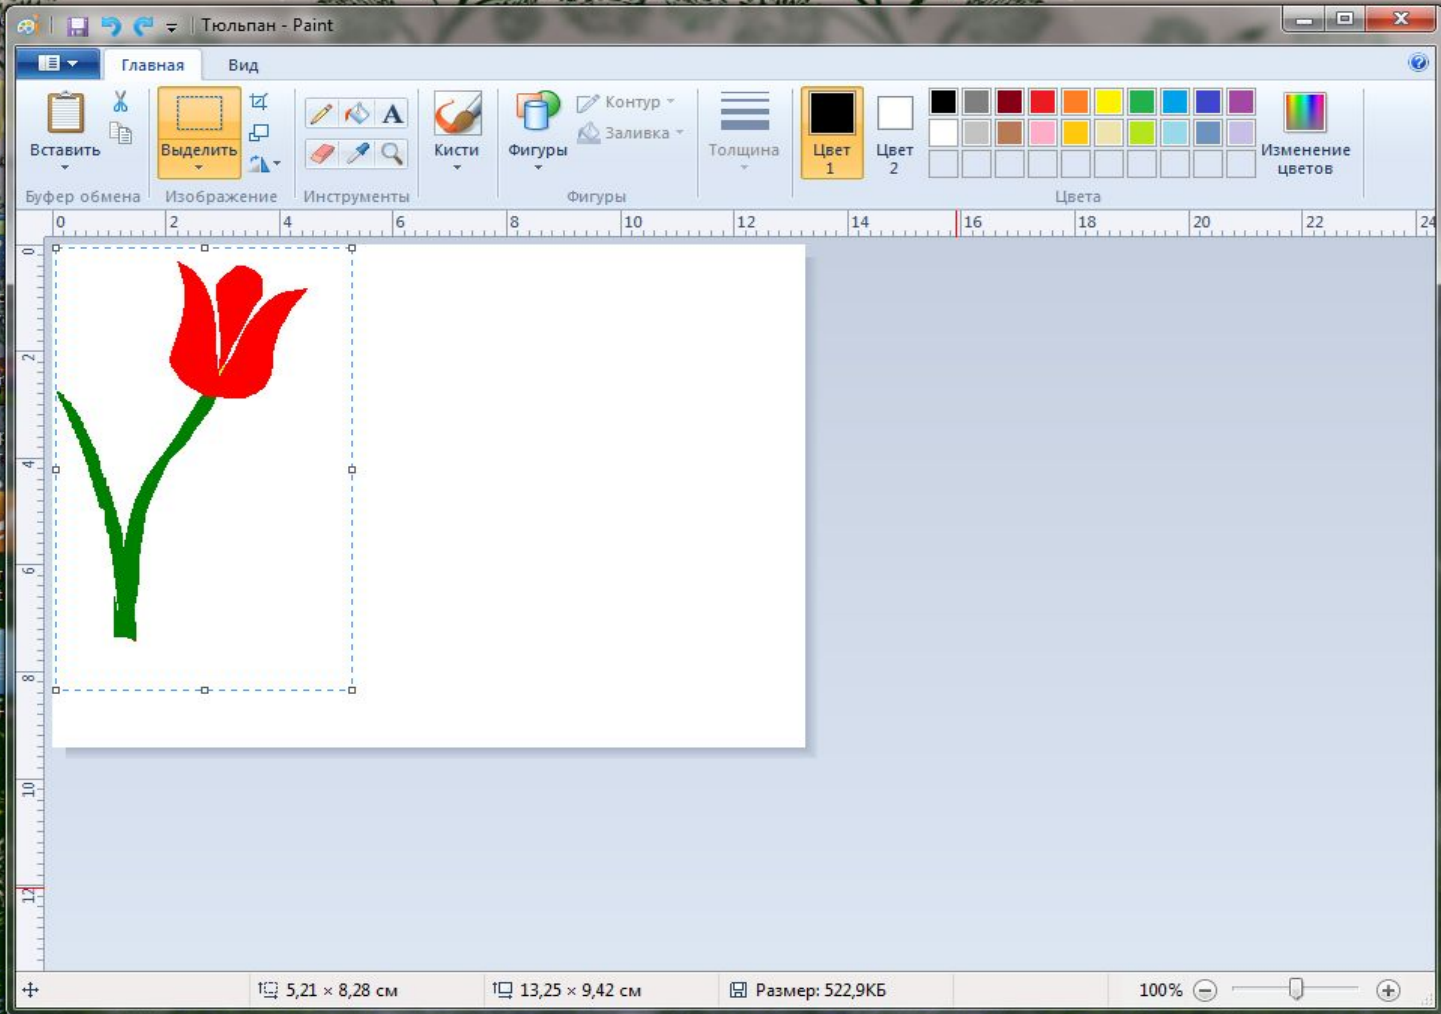 Тюльпан - Paint
Главная Вид
Вставить Выделить A Кисти Фигуры Контур Заливка Толщина Цвет 1 Цвет 2 Изменение цветов
Буфер обмена Изображение Инструменты Фигуры Цвета
0 2 4 6 8 10 12 14 16 18 20 22 24
0
2
4
6
8
10
12
5,21 × 8,28 см 13,25 × 9,42 см Размер: 522,9КБ 100%